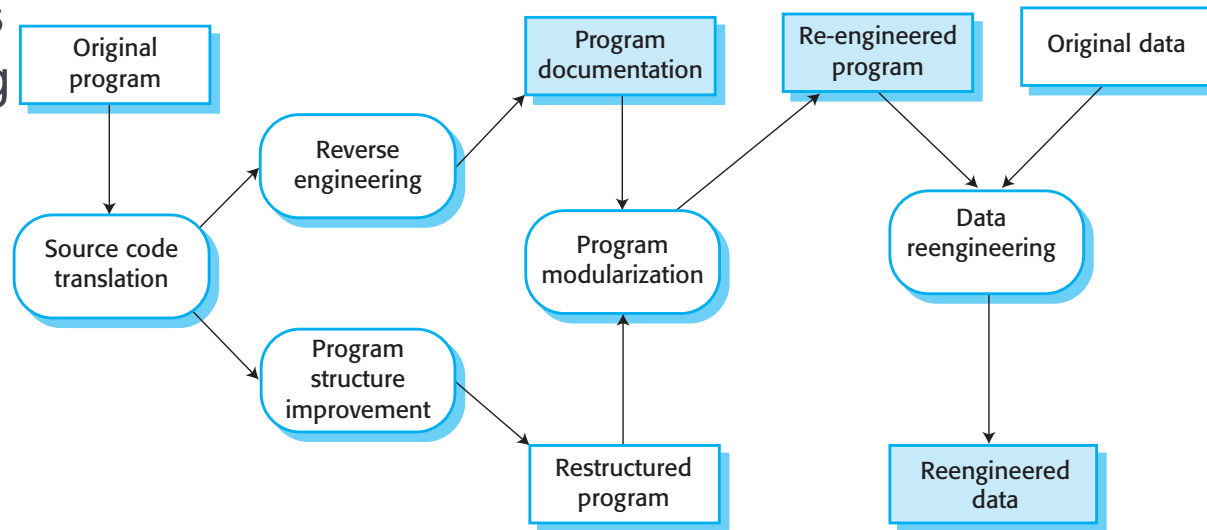 s
g
Original
program
Program
documentation
Re-engineered
program
Original data
Reverse
engineering
Source code
translation
Program
modularization
Data
reengineering
Program
structure
improvement
Restructured
program
Reengineered
data